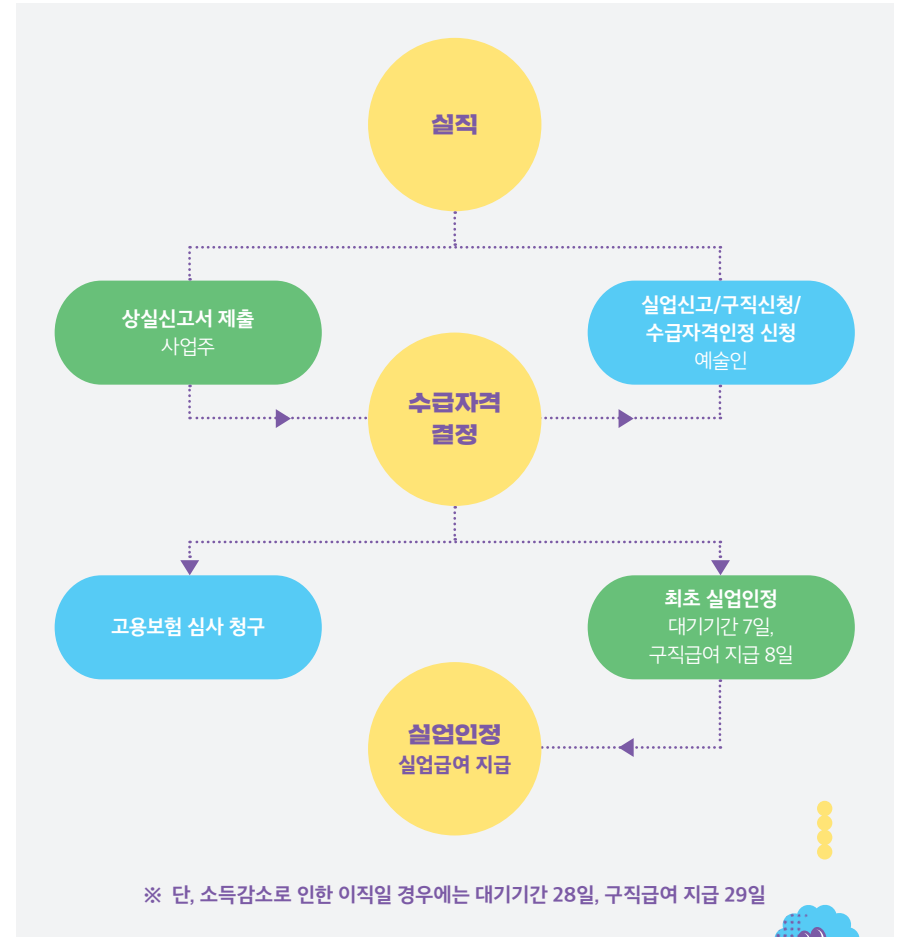 실직
상실신고서 제출
사업주
실업신고/구직신청/
수급자격인정 신청
예술인
수급자격
결정
고용보험 심사 청구
최초 실업인정
대기기간 7일,
구직급여 지급 8일
실업인정
실업급여 지급
※ 단, 소득감소로 인한 이직일 경우에는 대기기간 28일, 구직급여 지급 29일